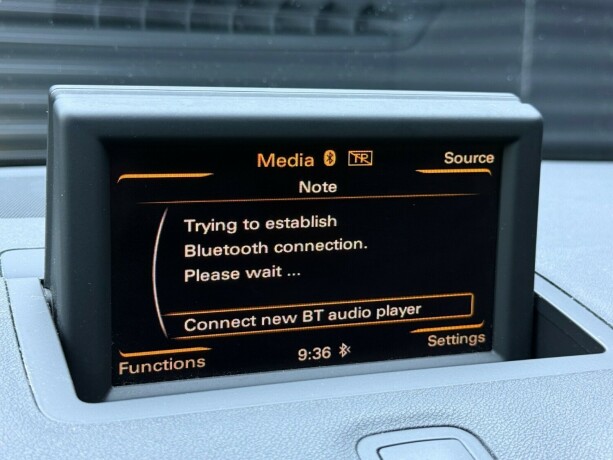 Media TP Source
Note
Trying to establish
Bluetooth connection.
Please wait ...
Connect new BT audio player
Functions 9:36 Settings